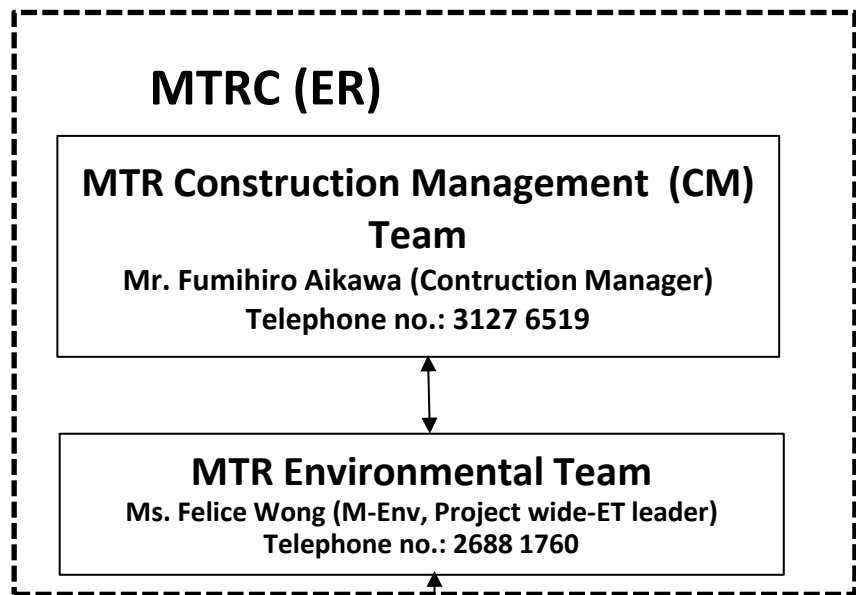 MTRC (ER)
MTR Construction Management (CM)
Team
Mr. Fumihiro Aikawa (Contruction Manager)
Telephone no.: 3127 6519
MTR Environmental Team
Ms. Felice Wong (M-Env, Project wide-ET leader)
Telephone no.: 2688 1760